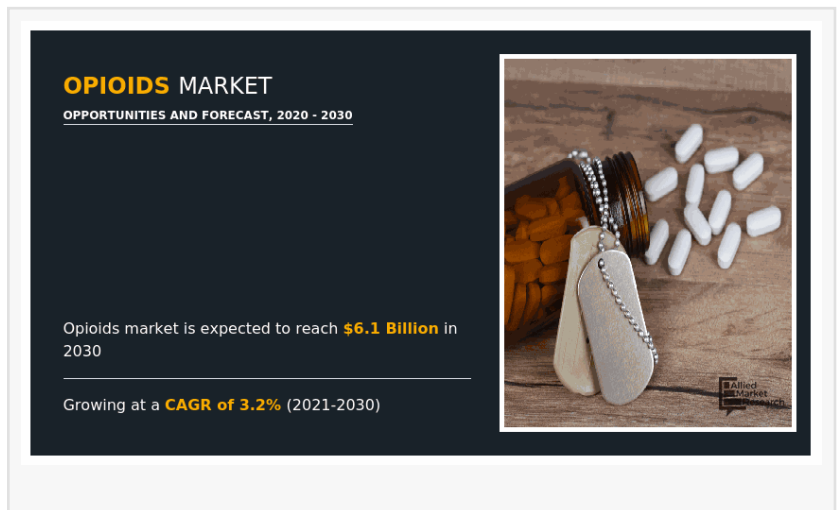 OPIOIDS MARKET
OPPORTUNITIES AND FORECAST, 2020 - 2030
Opioids market is expected to reach $6.1 Billion in
2030
Growing at a CAGR of 3.2% (2021-2030)
Allied
Market
Research